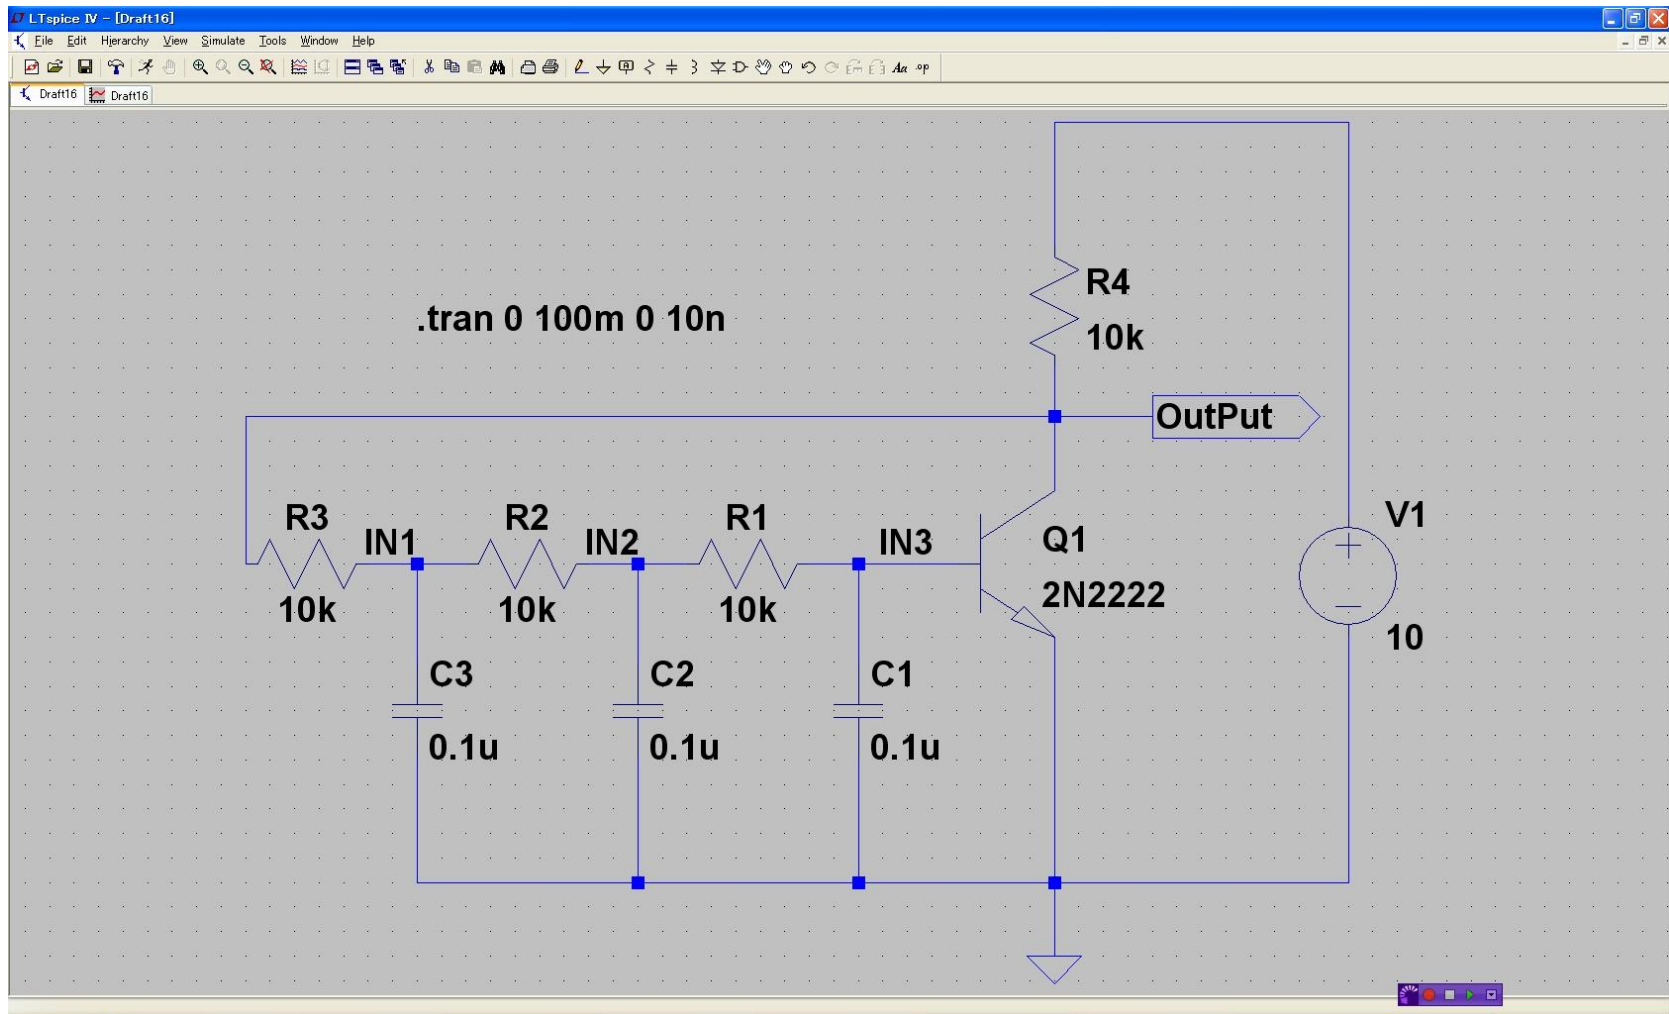 LTspice IV - [Draft16]
File Edit Hierarchy View Simulate Tools Window Help
Aa .op
Draft16 Draft16
R4
.tran 0 100m 0 10n
10k
OutPut
R3 IN1 R2 IN2 R1 IN3 Q1 V1
10k 10k 10k 2N2222
10
C3 C2 C1
0.1u 0.1u 0.1u